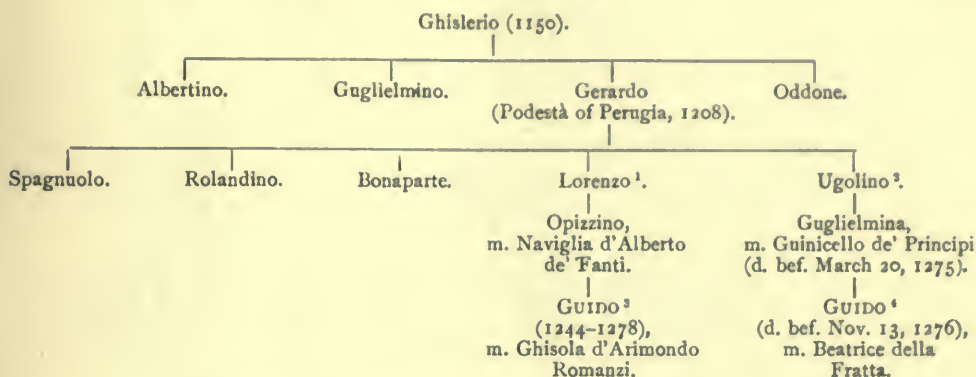 Ghislerio (1150).
Albertino. Guglielmino. Gerardo Oddone.
(Podestà of Perugia, 1208).
Spagnuolo. Rolandino. Bonaparte. Lorenzo ¹. Ugolino ².
Opizzino, Guglielmina,
m. Naviglia d'Alberto m. Guinicello de' Principi
de' Fanti. (d. bef. March 20, 1275).
GUIDO ³ GUIDO ⁴
(1244–1278), (d. bef. Nov. 13, 1276),
m. Ghisola d'Arimondo m. Beatrice della
Romanzi. Fratta.